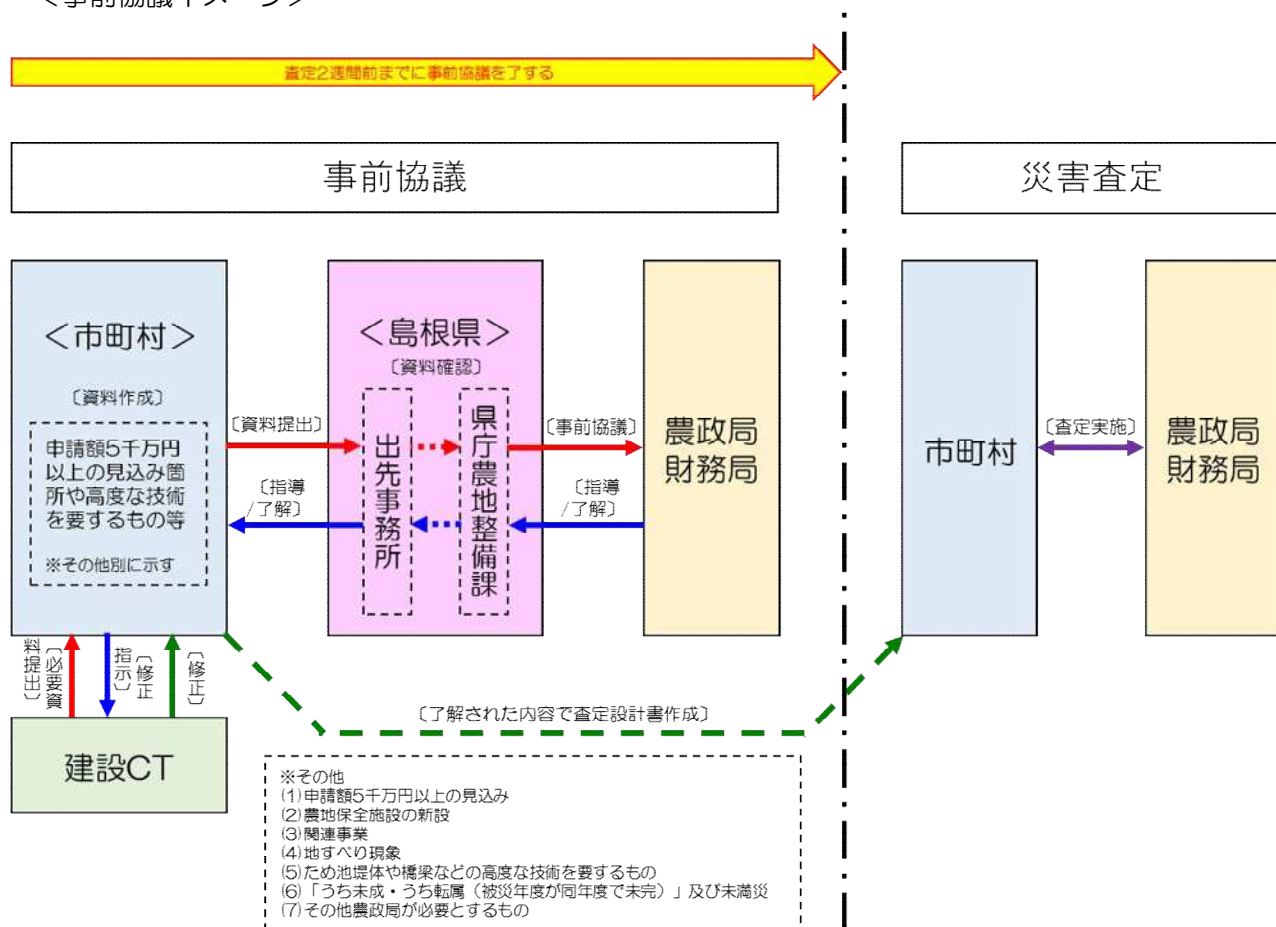 ＜事前協議イメージ＞
査定2週間前までに事前協議を了する
事前協議
災害査定
＜市町村＞
〔資料作成〕
申請額5千万円
以上の見込み箇
所や高度な技術
を要するもの等
※その他別に示す
〔資料提出〕
〔指導
/了解〕
＜島根県＞
〔資料確認〕
出先事務所
県庁農地整備課
〔事前協議〕
〔指導
/了解〕
農政局
財務局
市町村
〔査定実施〕
農政局
財務局
〔必要資
料提出〕
〔修正
指示〕
〔修正〕
建設CT
〔了解された内容で査定設計書作成〕
※その他
(1)申請額5千万円以上の見込み
(2)農地保全施設の新設
(3)関連事業
(4)地すべり現象
(5)ため池堤体や橋梁などの高度な技術を要するもの
(6)「うち未成・うち転属（被災年度が同年度で未完）」及び未満災
(7)その他農政局が必要とするもの